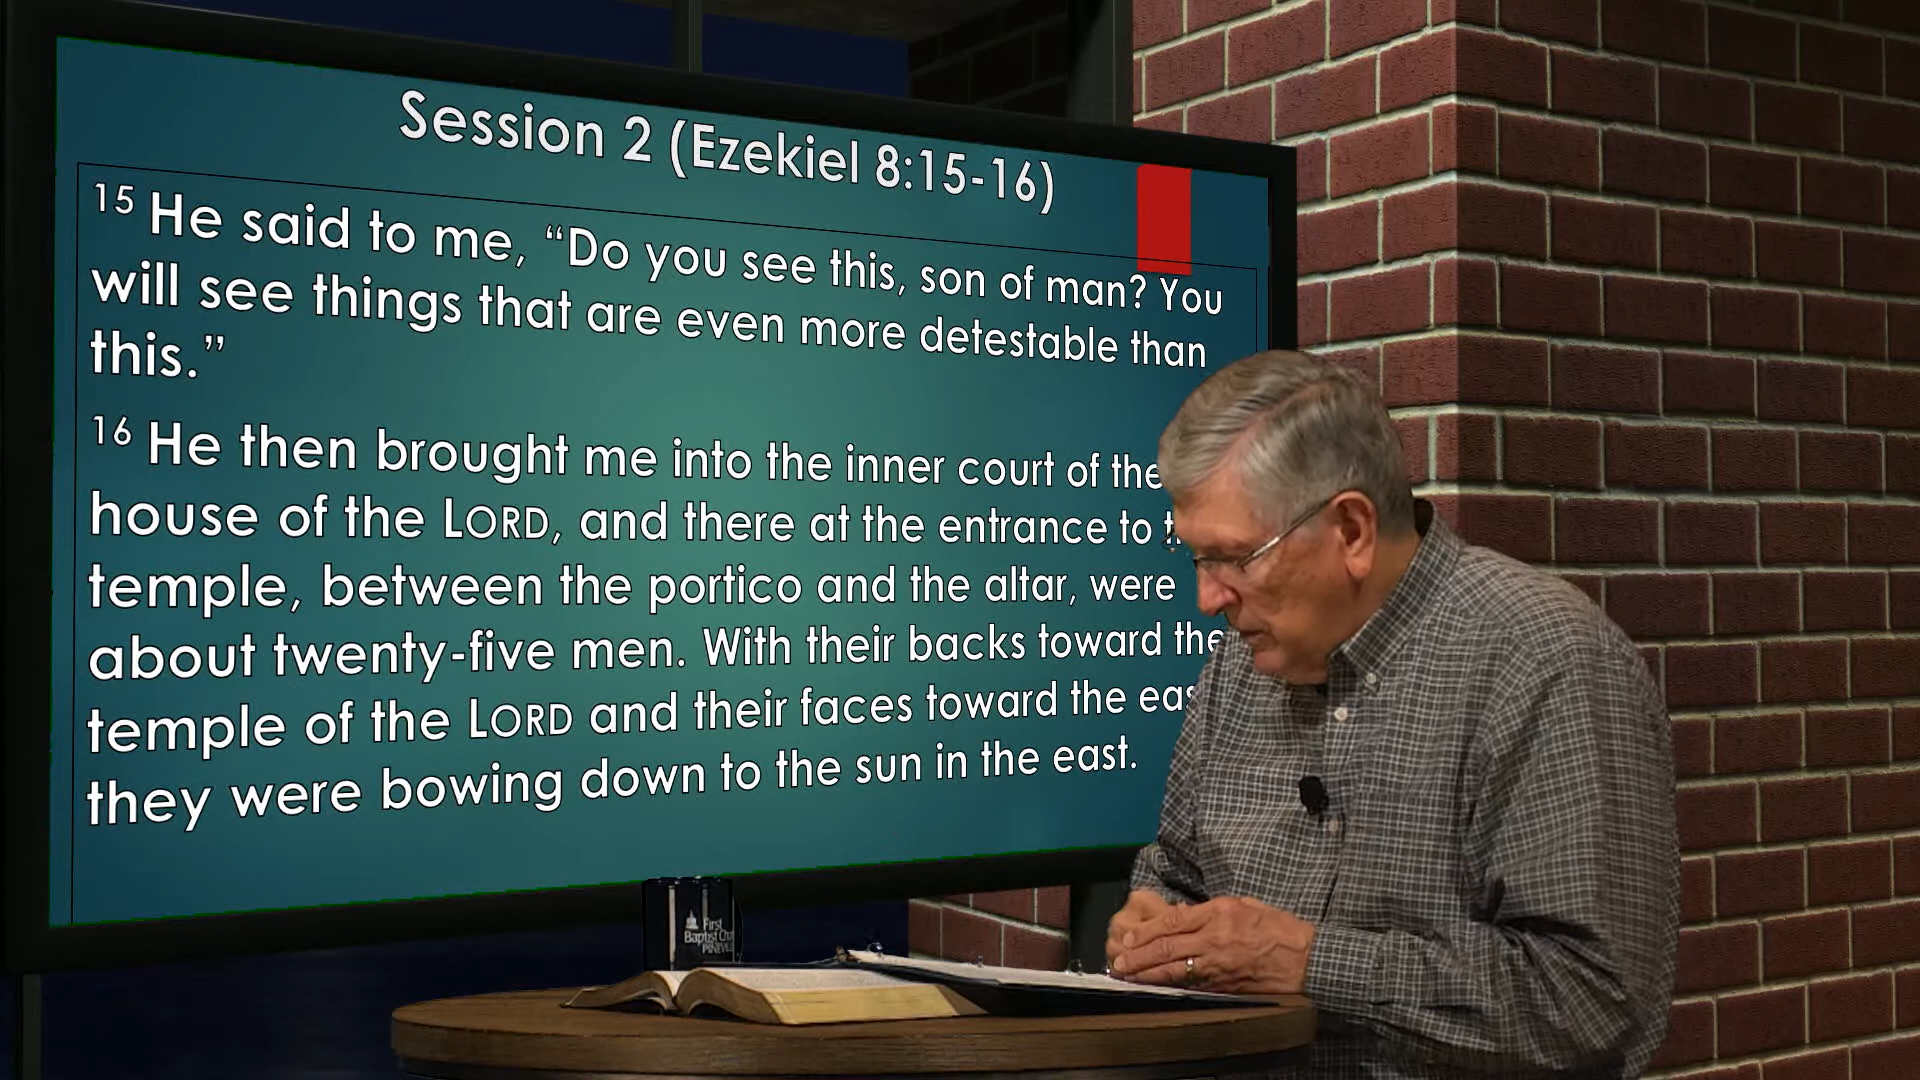 Session 2 (Ezekiel 8:15-16)
15 He said to me, “Do you see this, son of man? You
will see things that are even more detestable than
this.”
16 He then brought me into the inner court of the
house of the LORD, and there at the entrance to
temple, between the portico and the altar, were
about twenty-five men. With their backs toward the
temple of the LORD and their faces toward the
they were bowing down to the sun in the east.
First
Baptist